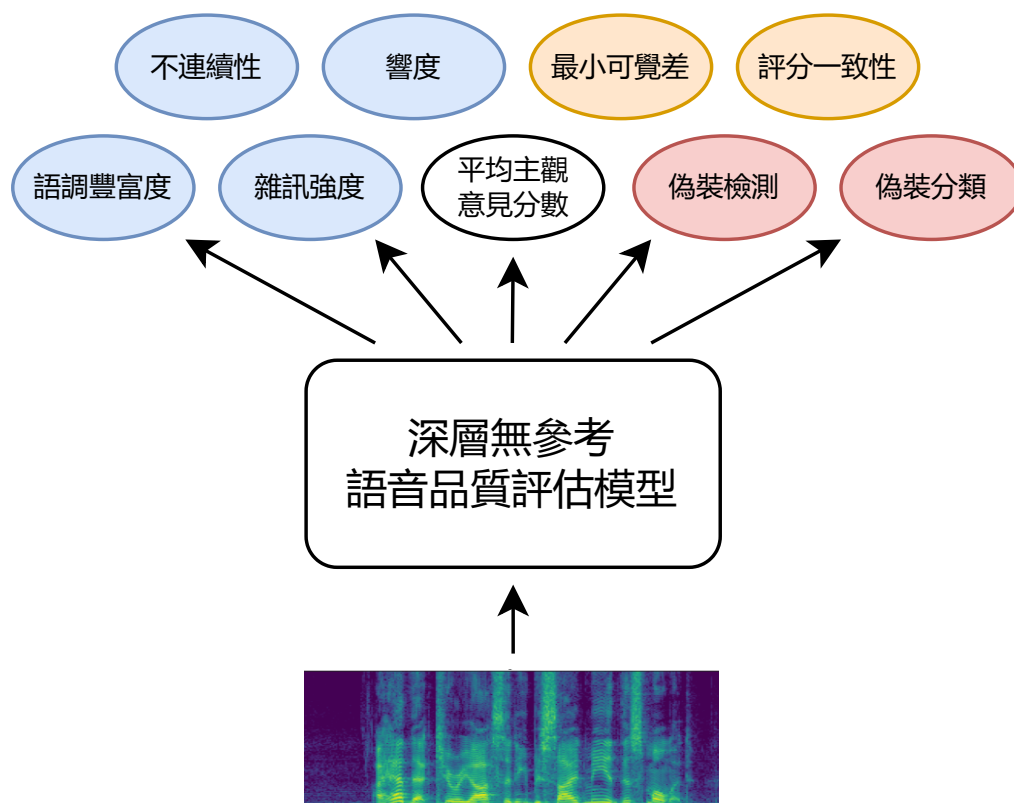 不連續性
響度
最小可覺差
評分一致性
語調豐富度
雜訊強度
平均主觀
意見分數
偽裝檢測
偽裝分類
深層無參考
語音品質評估模型